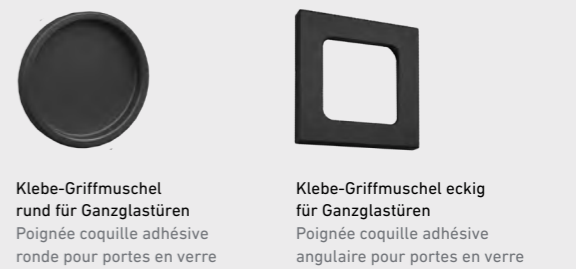 Klebe-Griffmuschel
rund für Ganzglastüren
Poignée coquille adhésive
ronde pour portes en verre
Klebe-Griffmuschel eckig
für Ganzglastüren
Poignée coquille adhésive
angulaire pour portes en verre